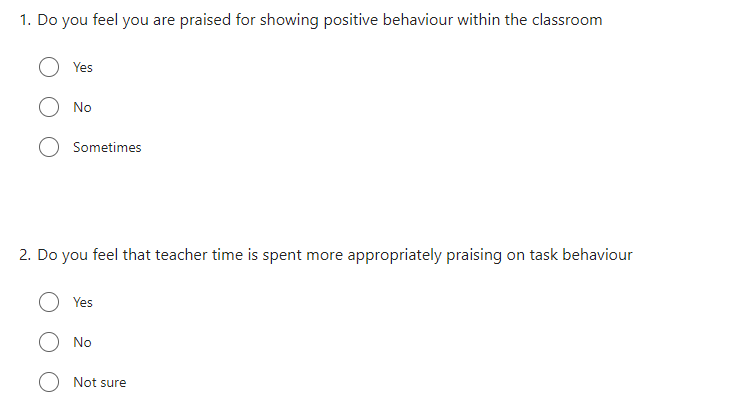 1. Do you feel you are praised for showing positive behaviour within the classroom
Yes
No
Sometimes
2. Do you feel that teacher time is spent more appropriately praising on task behaviour
Yes
No
Not sure